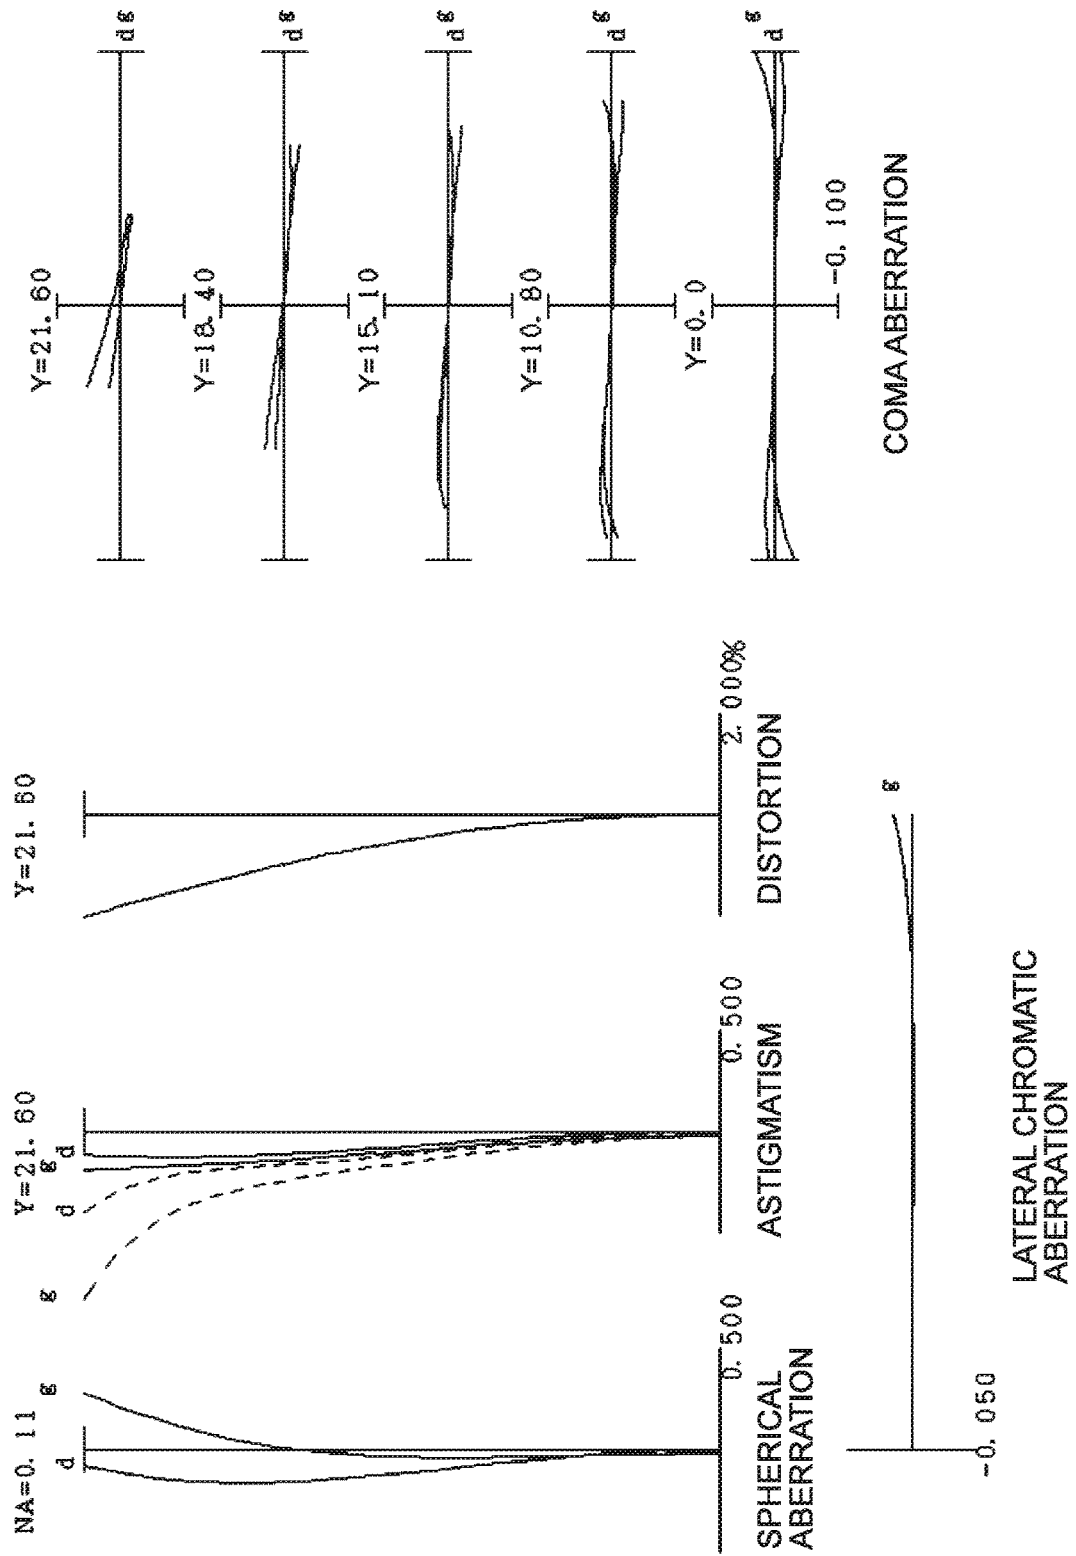 NA=0. 11
d
g
0. 500
SPHERICAL
ABERRATION
Y=21. 60
g
d
g
d
0. 500
ASTIGMATISM
Y=21. 60
2. 000%
DISTORTION
g
-0. 050
LATERAL CHROMATIC
ABERRATION
Y=21. 60
d g
Y=18. 40
d g
Y=15. 10
d g
Y=10. 80
d g
Y=0. 0
d g
-0. 100
COMA ABERRATION